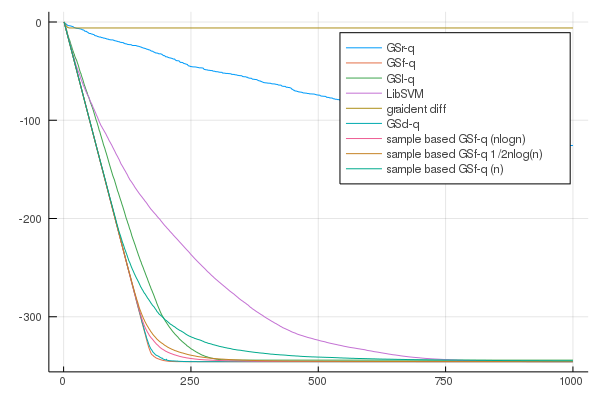 0
-100
-200
-300
0
250
500
750
1000
GSr-q
GSf-q
GSl-q
LibSVM
graident diff
GSd-q
sample based GSf-q (nlogn)
sample based GSf-q 1/2nlog(n)
sample based GSf-q (n)